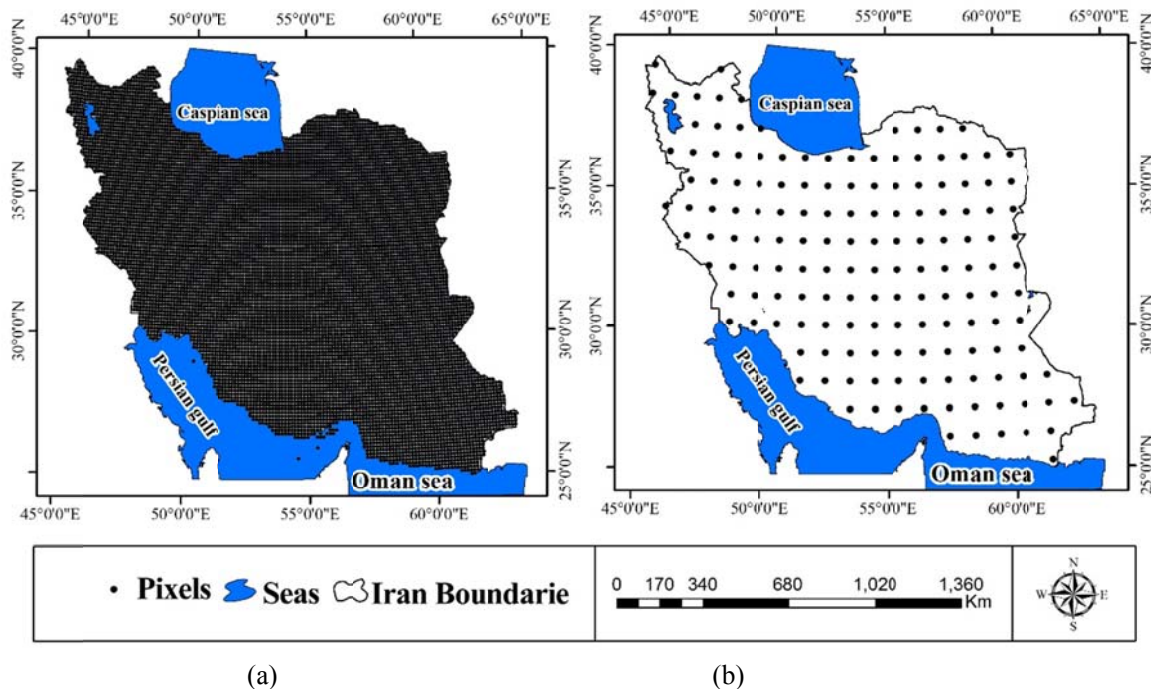 45°0'0"E 50°0'0"E 55°0'0"E 60°0'0"E 65°0'0"E
40°0'0"N
35°0'0"N
30°0'0"N
Caspian sea
Persian gulf
Oman sea
35°0'0"N
30°0'0"N
25°0'0"N
45°0'0"E 50°0'0"E 55°0'0"E 60°0'0"E
45°0'0"E 50°0'0"E 55°0'0"E 60°0'0"E 65°0'0"E
40°0'0"N
35°0'0"N
30°0'0"N
Caspian sea
Persian gulf
Oman sea
40°0'0"N
35°0'0"N
30°0'0"N
25°0'0"N
45°0'0"E 50°0'0"E 55°0'0"E 60°0'0"E
Pixels Seas Iran Boundarie
0 170 340 680 1,020 1,360
Km
N
W E
S
(a) (b)